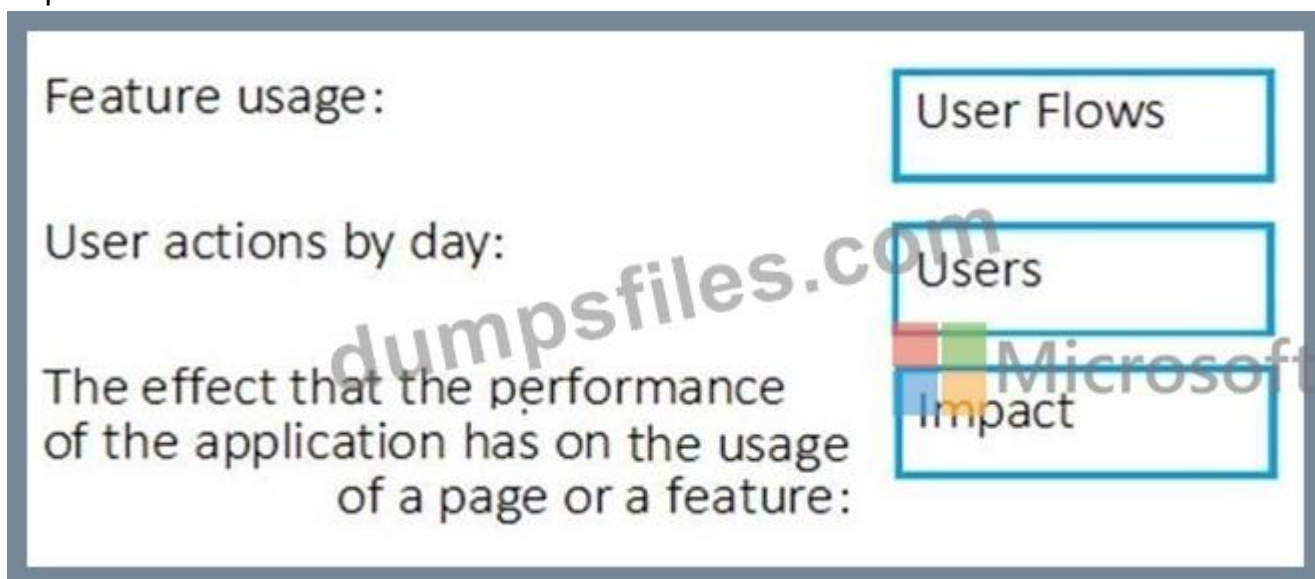 Feature usage:
User Flows
User actions by day:
Users
dumpsfiles.com
Microsoft
The effect that the performance
of the application has on the usage
of a page or a feature:
Impact